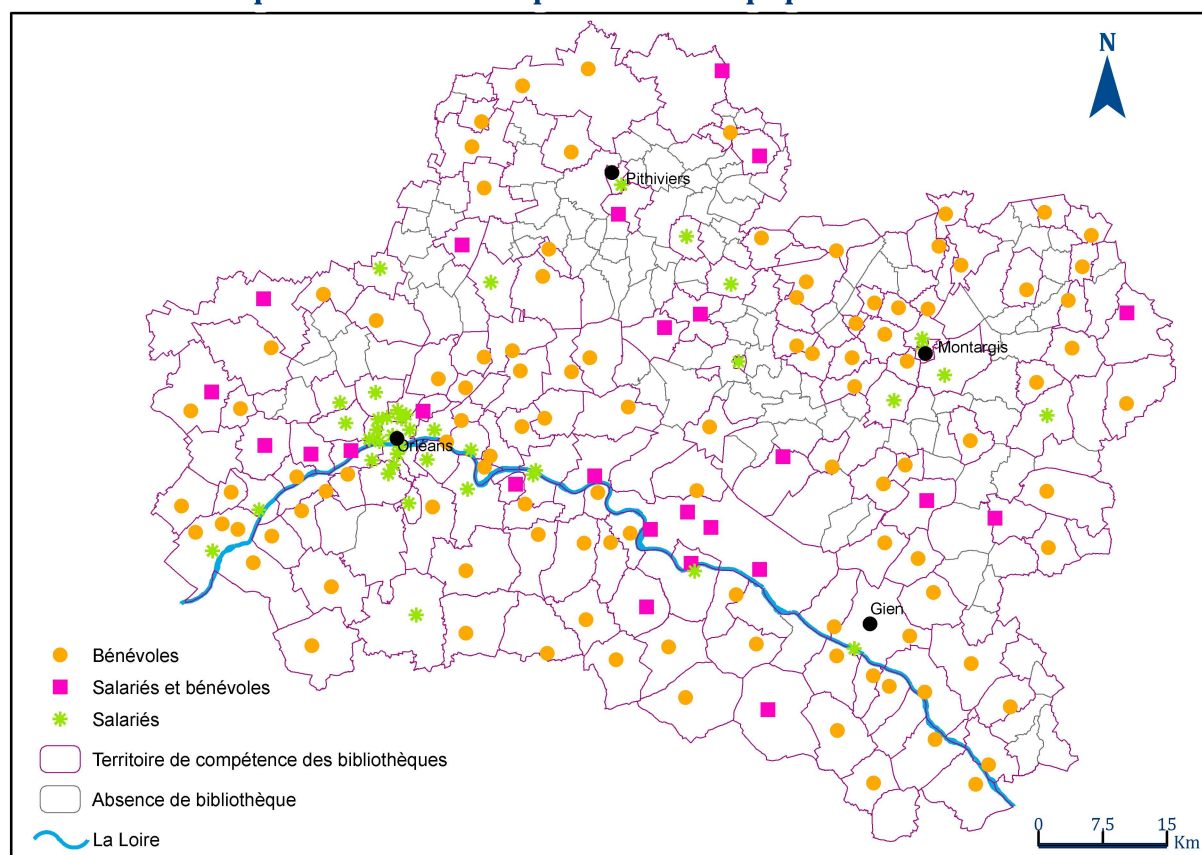 N
Pithiviers
Montargis
Orléans
Gien
Bénévoles
Salariés et bénévoles
Salariés
Territoire de compétence des bibliothèques
Absence de bibliothèque
La Loire
0 7,5 15
Km